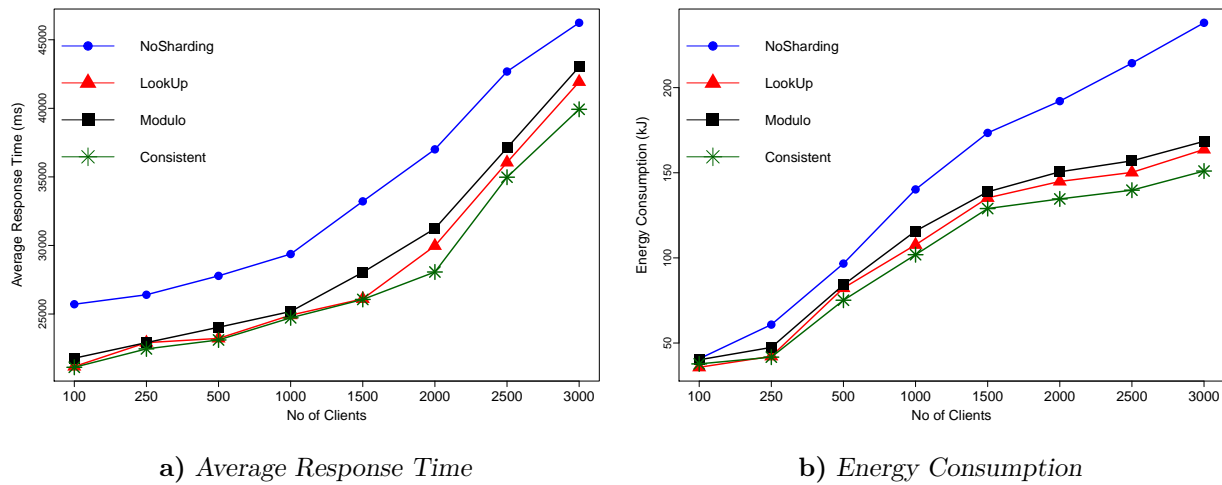 45000
40000
35000
30000
25000
Average Response Time (ms)
NoSharding
LookUp
Modulo
Consistent
100 250 500 1000 1500 2000 2500 3000
No of Clients
200
150
100
50
Energy Consumption (kJ)
NoSharding
LookUp
Modulo
Consistent
100 250 500 1000 1500 2000 2500 3000
No of Clients
a) Average Response Time
b) Energy Consumption